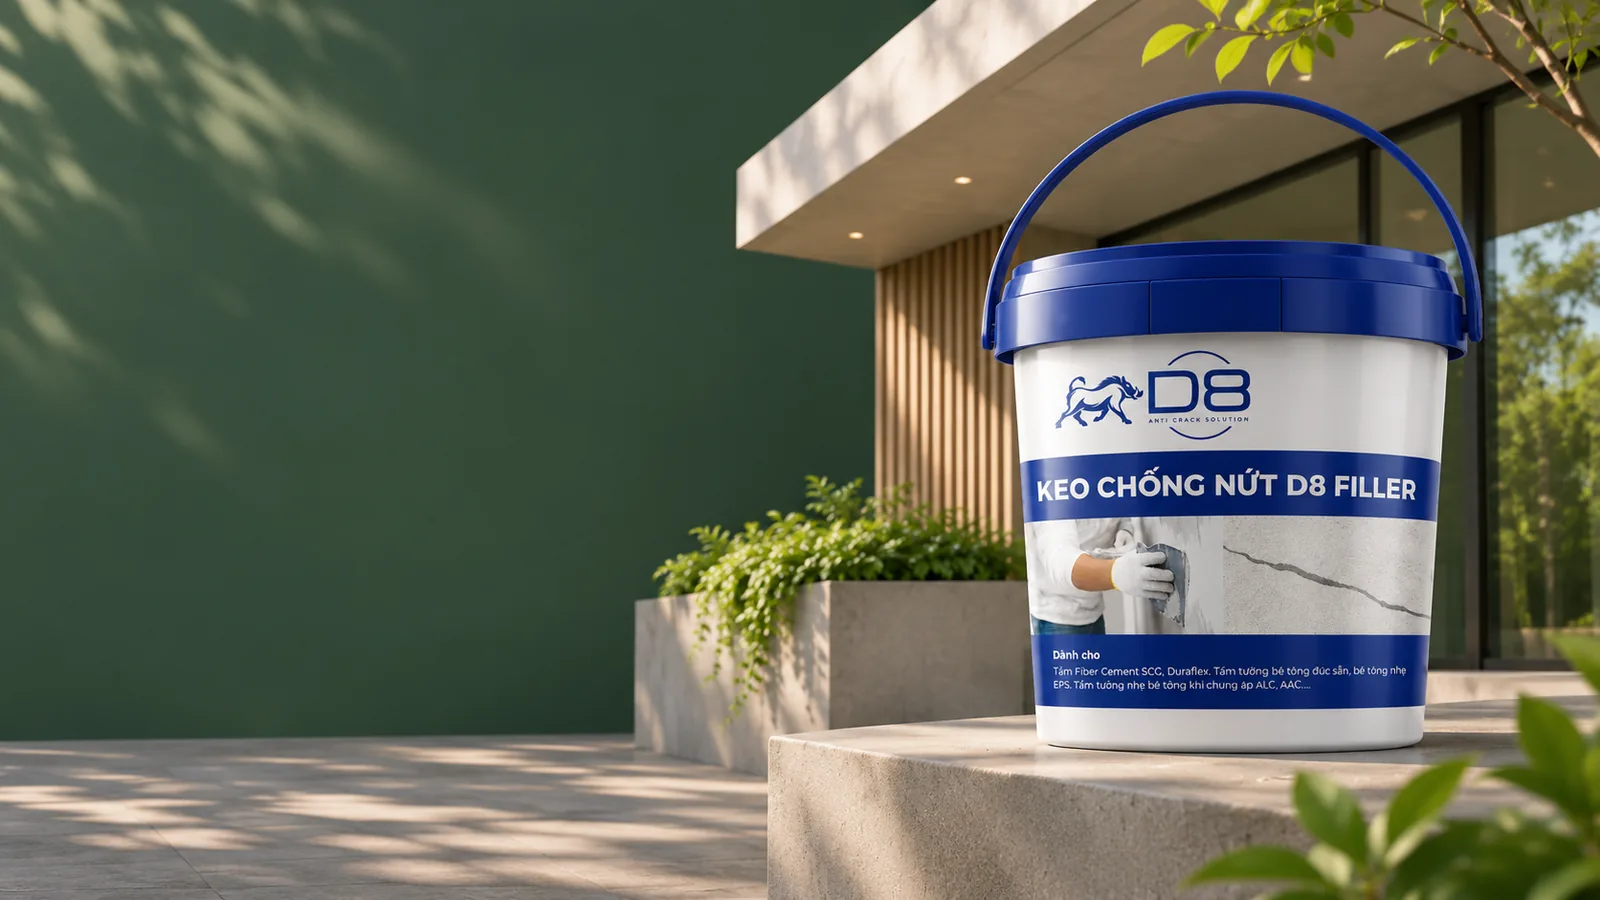 D8
ANTI CRACK SOLUTION
KEO CHỐNG NỨT D8 FILLER
Dành cho
Tấm Fiber Cement SCG, Duraflex. Tấm tường bê tông đúc sẵn, bê tông nhẹ
EPS. Tấm tường nhẹ bê tông khí chưng áp ALC, AAC....